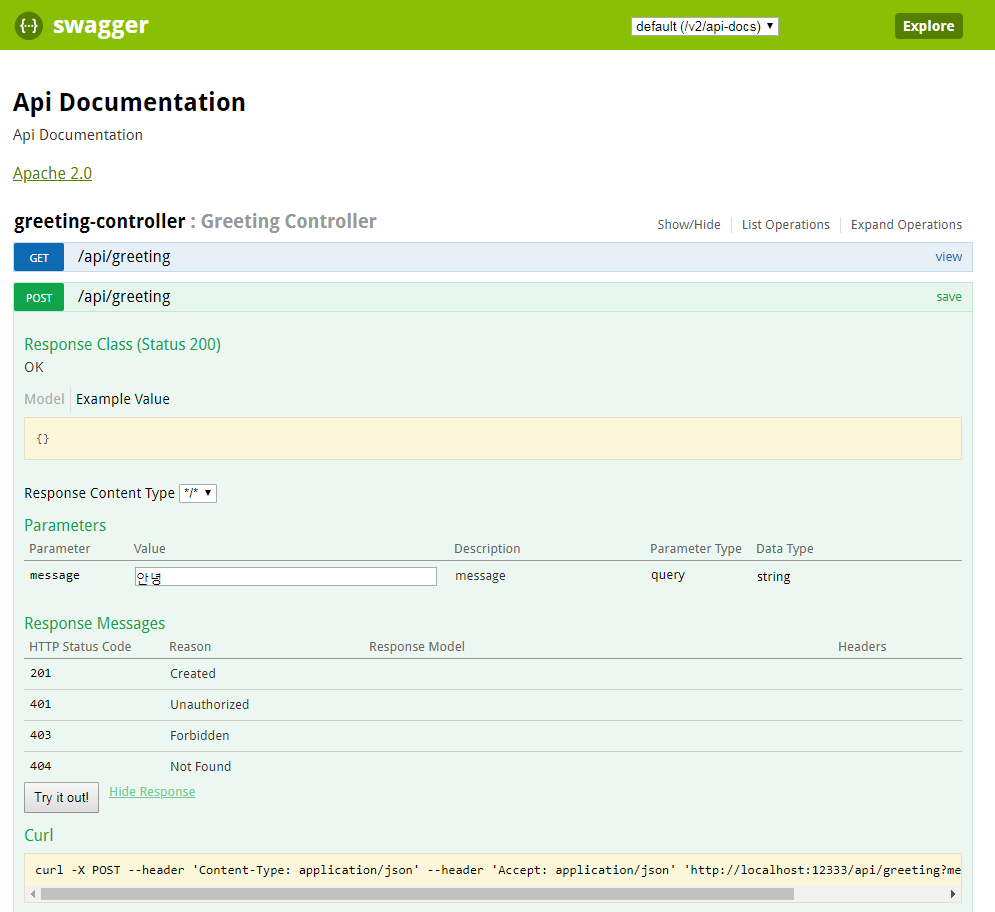 swagger default (/v2/api-docs) Explore
Api Documentation
Api Documentation
Apache 2.0
greeting-controller : Greeting Controller Show/Hide List Operations Expand Operations
GET /api/greeting view
POST /api/greeting save
Response Class (Status 200)
OK
Model Example Value
{}
Response Content Type */*
Parameters
Parameter Value Description Parameter Type Data Type
message 안녕 message query string
Response Messages
HTTP Status Code Reason Response Model Headers
201 Created
401 Unauthorized
403 Forbidden
404 Not Found
Try it out! Hide Response
Curl
curl -X POST --header 'Content-Type: application/json' --header 'Accept: application/json' 'http://localhost:12333/api/greeting?me